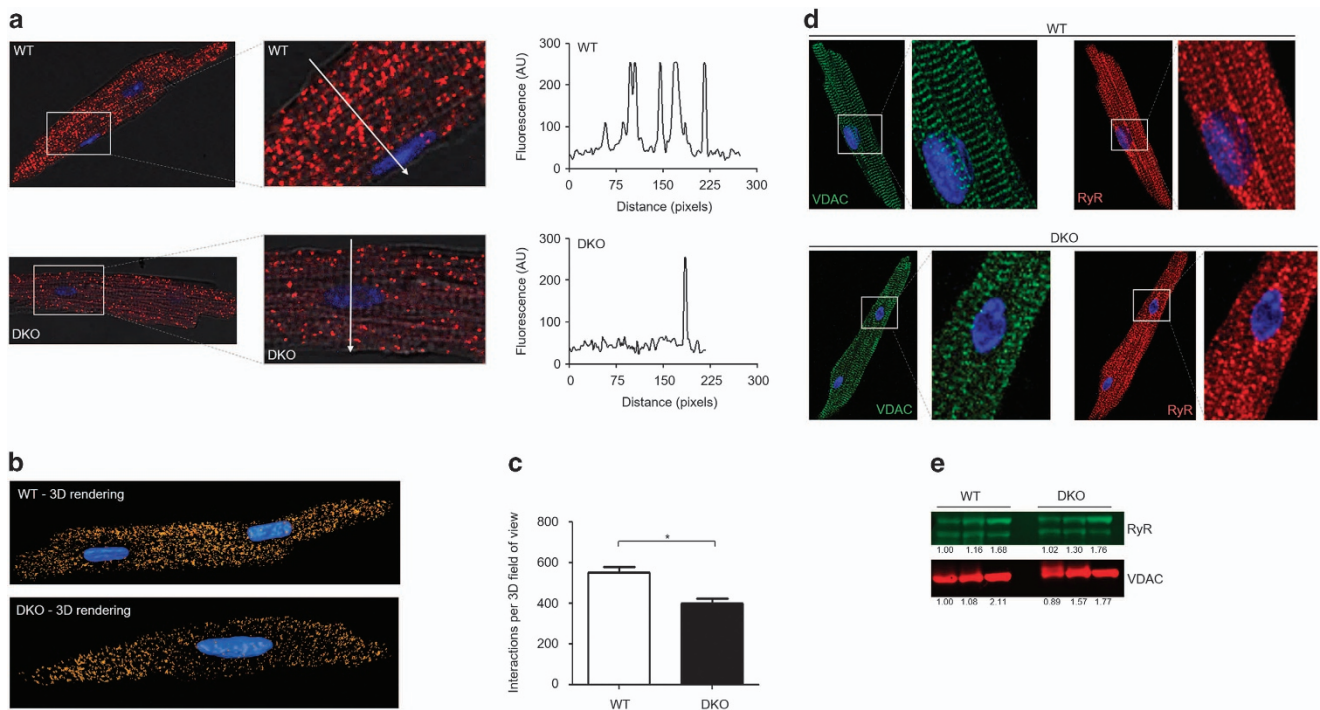 a
WT
WT
Fluorescence (AU)
300
200
100
0
WT
0 75 150 225 300
Distance (pixels)
DKO
DKO
Fluorescence (AU)
300
200
100
0
DKO
0 75 150 225 300
Distance (pixels)
b
WT - 3D rendering
DKO - 3D rendering
c
Interactions per 3D field of view
800
600
400
200
0
*
WT DKO
d
WT
VDAC
RyR
DKO
VDAC
RyR
e
WT DKO
RyR
1.00 1.16 1.68 1.02 1.30 1.76
VDAC
1.00 1.08 2.11 0.89 1.57 1.77